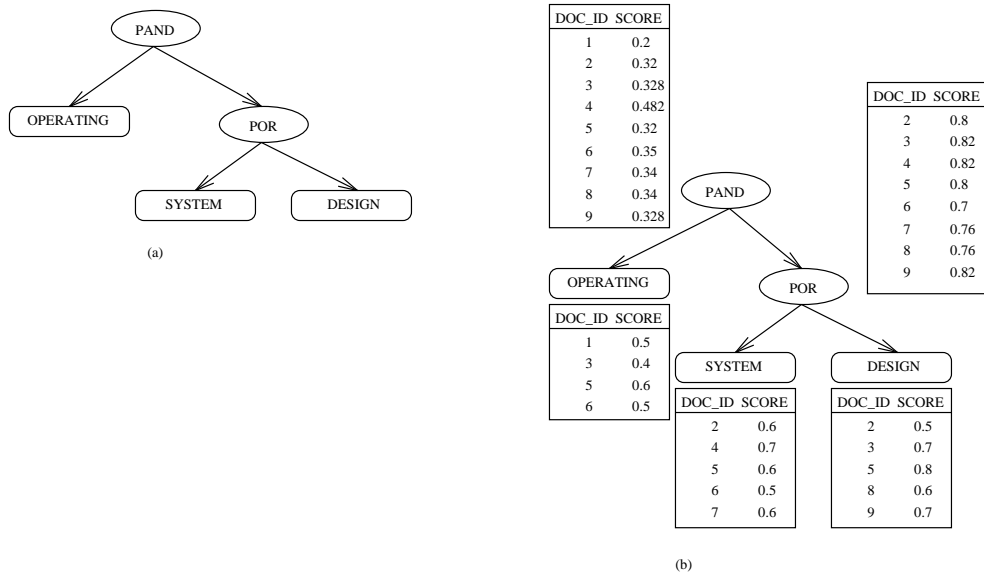 PAND
OPERATING
POR
SYSTEM DESIGN
(a)
DOC_ID SCORE
1 0.2
2 0.32
3 0.328
4 0.482
5 0.32
6 0.35
7 0.34
8 0.34
9 0.328
DOC_ID SCORE
2 0.8
3 0.82
4 0.82
5 0.8
6 0.7
7 0.76
8 0.76
9 0.82
PAND
OPERATING
POR
DOC_ID SCORE
1 0.5
3 0.4
5 0.6
6 0.5
SYSTEM
DOC_ID SCORE
2 0.6
4 0.7
5 0.6
6 0.5
7 0.6
DESIGN
DOC_ID SCORE
2 0.5
3 0.7
5 0.8
8 0.6
9 0.7
(b)